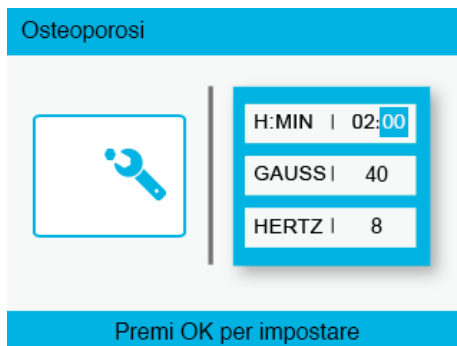 Osteoporosi
H:MIN | 02:00
GAUSS | 40
HERTZ | 8
Premi OK per impostare